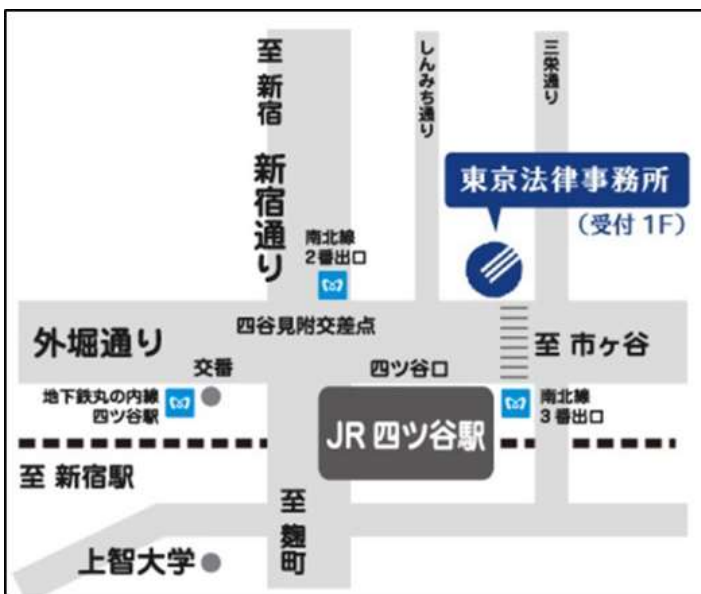 至 新宿
新宿通り
しんみち通り
三栄通り
東京法律事務所
（受付 1F）
南北線
2番出口
外堀通り
四谷見附交差点
至 市ヶ谷
交番
四ツ谷口
地下鉄丸の内線
四ツ谷駅
JR 四ツ谷駅
南北線
3番出口
至 新宿駅
至 麹町
上智大学